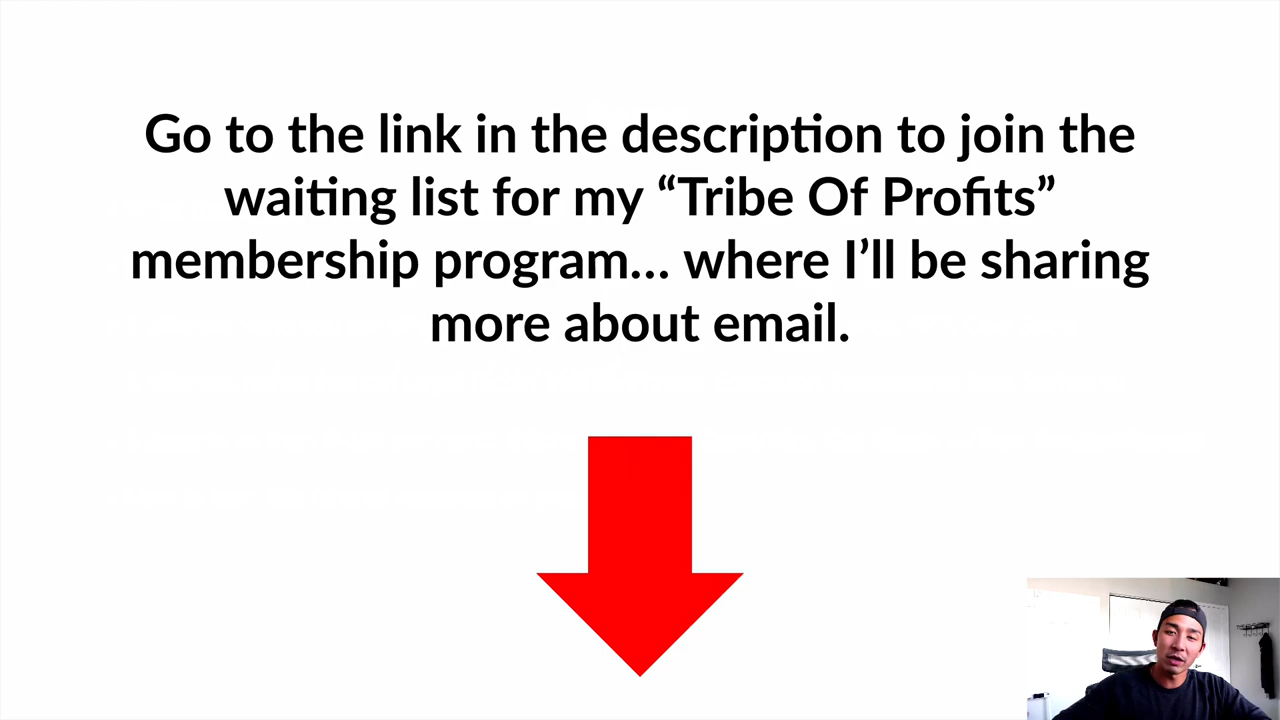 Go to the link in the description to join the
waiting list for my “Tribe Of Profits”
membership program... where I’ll be sharing
more about email.